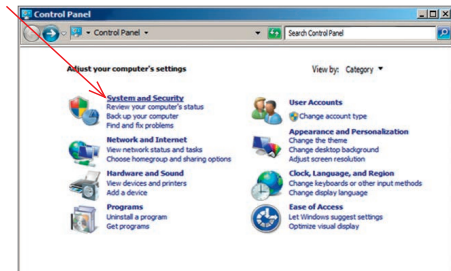 Control Panel
Control Panel
Search Control Panel
Adjust your computer's settings
View by: Category
System and Security
Review your computer's status
Back up your computer
Find and fix problems
Network and Internet
View network status and tasks
Choose homegroup and sharing options
Hardware and Sound
View devices and printers
Add a device
Programs
Uninstall a program
Get programs
User Accounts
Change account type
Appearance and Personalization
Change the theme
Change desktop background
Adjust screen resolution
Clock, Language, and Region
Change keyboards or other input methods
Change display language
Ease of Access
Let Windows suggest settings
Optimize visual display